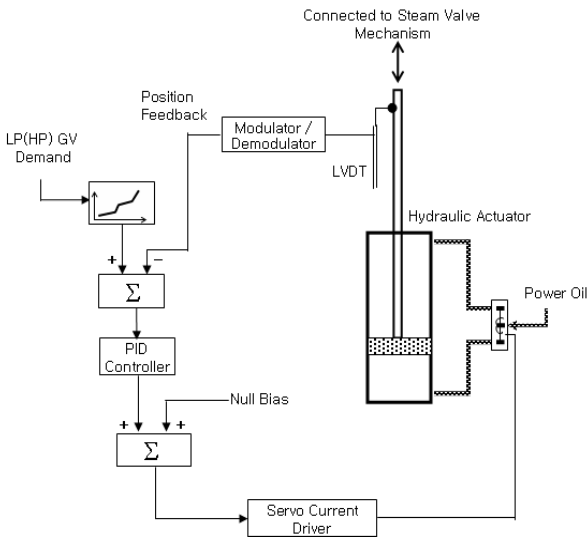 Connected to Steam Valve
Mechanism
Position
Feedback
Modulator /
Demodulator
LP(HP) GV
Demand
LVDT
Hydraulic Actuator
+
−
Σ
Power Oil
PID
Controller
Null Bias
+
+
Σ
Servo Current
Driver